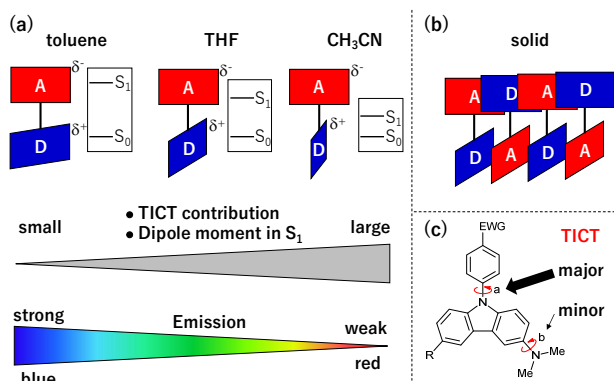 (a)
toluene
THF
CH₃CN
A
δ⁻
δ⁺
D
S₁
S₀
A
δ⁻
δ⁺
D
S₁
S₀
A
δ⁻
δ⁺
D
S₁
S₀
small
• TICT contribution
• Dipole moment in S₁
large
strong
Emission
weak
blue
red
(b)
solid
A
D
A
D
D
A
D
A
(c)
TICT
EWG
major
a
N
minor
b
R
N
Me
Me